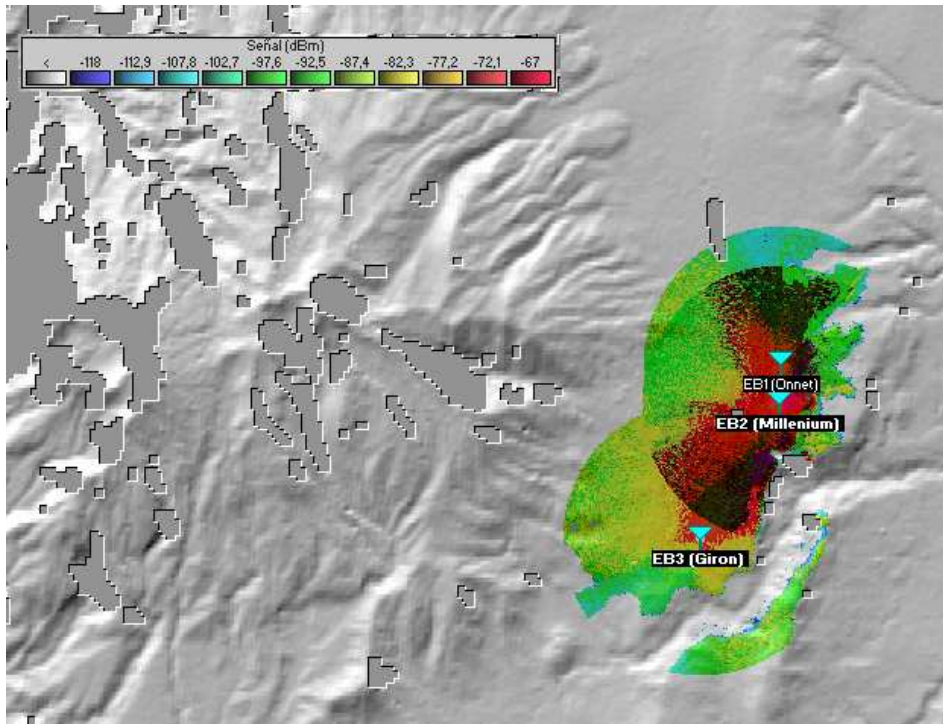 Señal (dBm)
< -118 -112,9 -107,8 -102,7 -97,6 -92,5 -87,4 -82,3 -77,2 -72,1 -67
EB1(Onnet)
EB2 (Millenium)
EB3 (Giron)